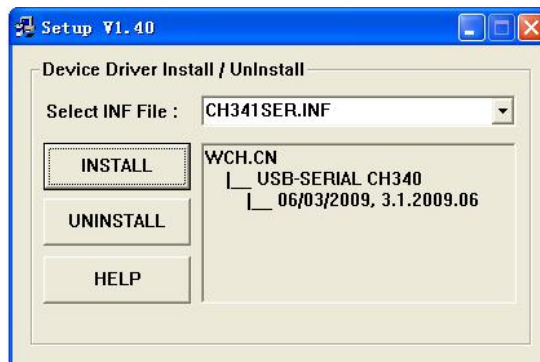 Setup V1.40
Device Driver Install / UnInstall
Select INF File :
CH341SER.INF
INSTALL
WCH.CN
|__ USB-SERIAL CH340
|__ 06/03/2009, 3.1.2009.06
UNINSTALL
HELP